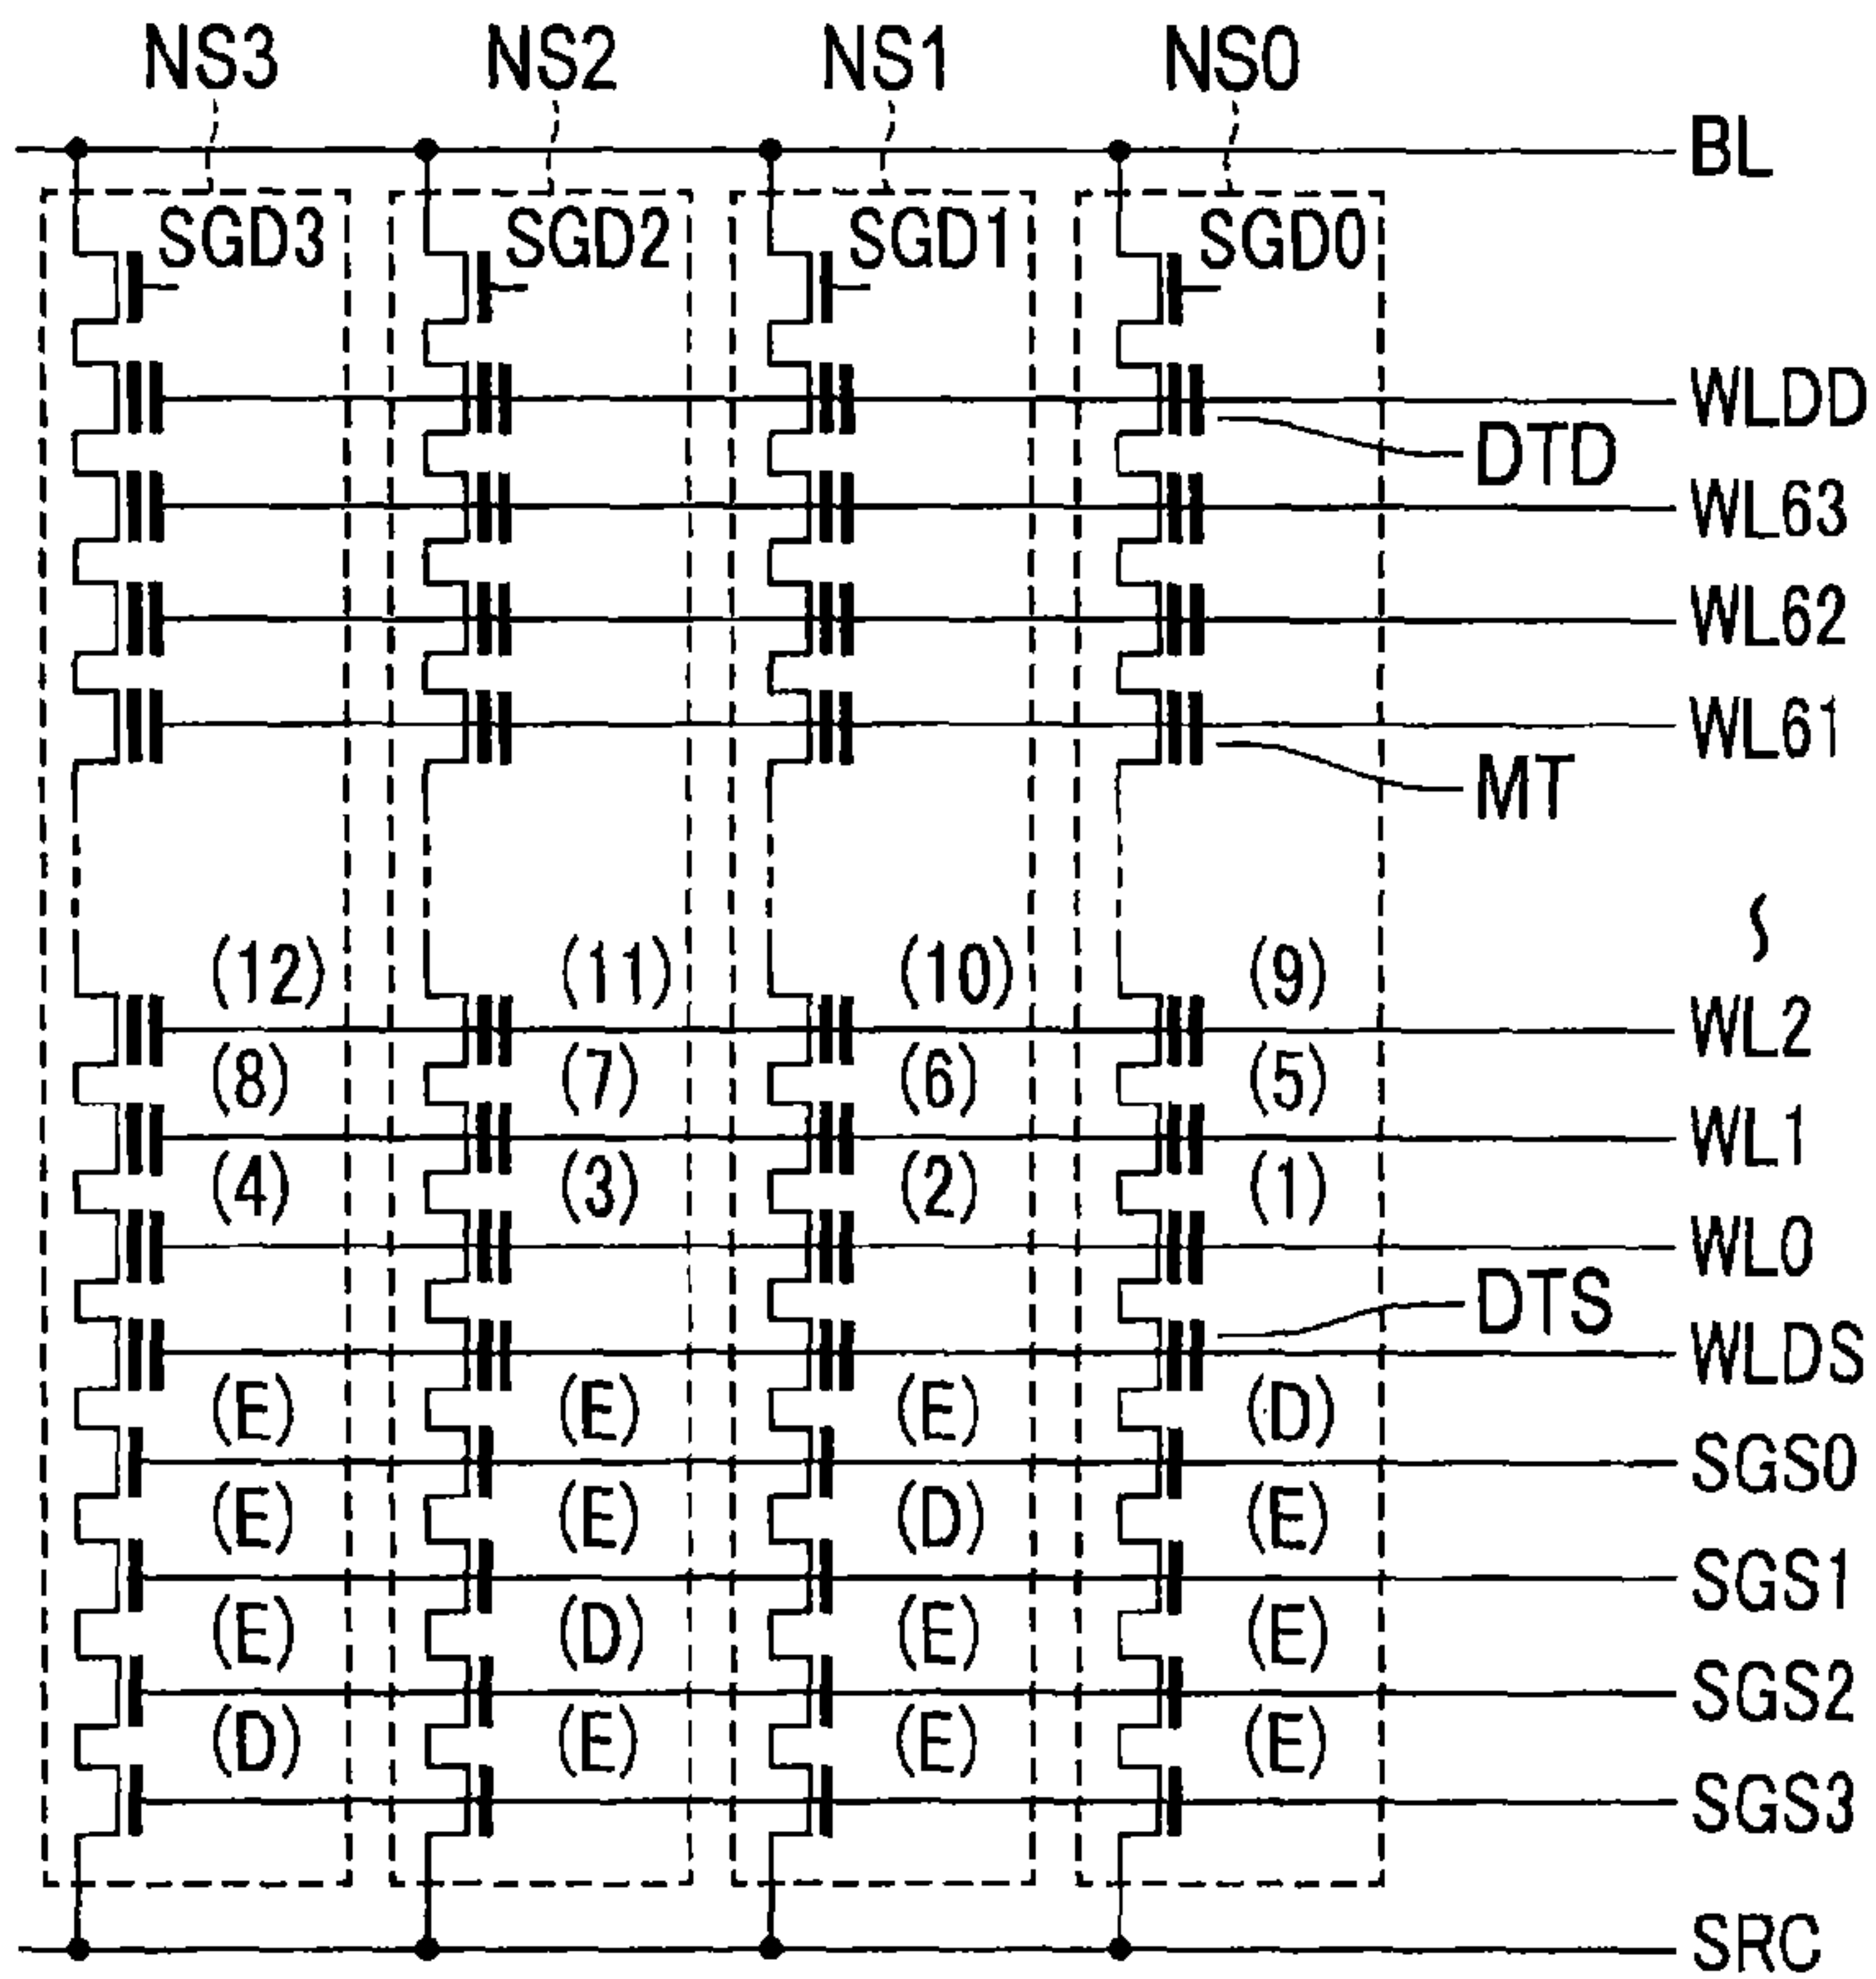 NS3 NS2 NS1 NS0
BL
SGD3 SGD2 SGD1 SGD0
WLDD
DTD
WL63
WL62
WL61
MT
(12) (11) (10) (9)
WL2
(8) (7) (6) (5)
WL1
(4) (3) (2) (1)
WL0
DTS
WLDS
(E) (E) (E) (D)
SGS0
(E) (E) (D) (E)
SGS1
(E) (D) (E) (E)
SGS2
(D) (E) (E) (E)
SGS3
SRC